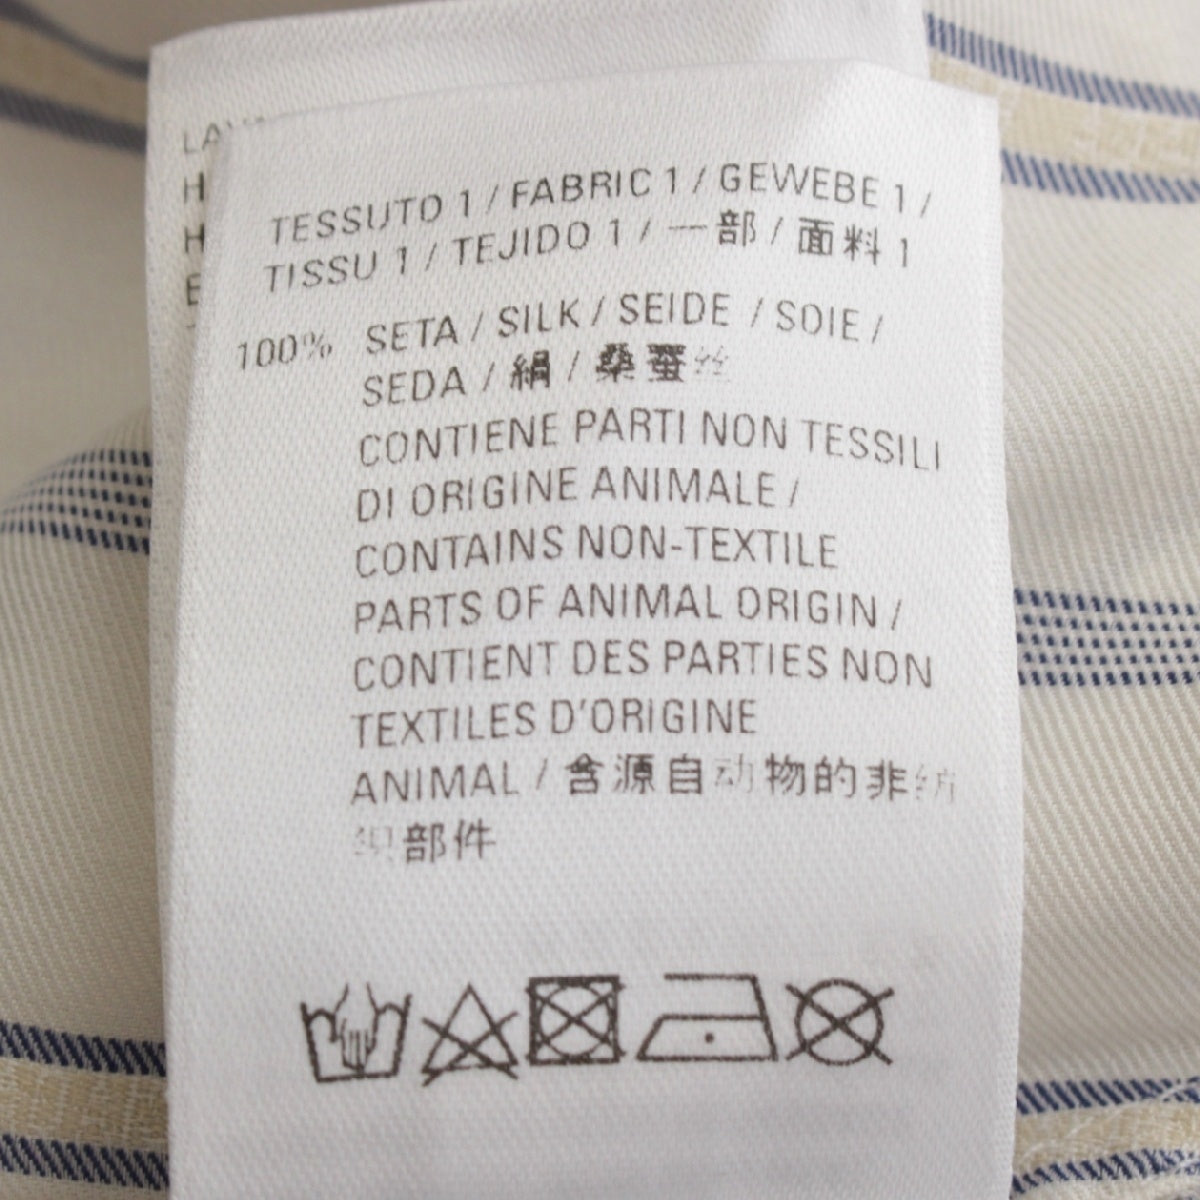 TESSUTO 1 / FABRIC 1 / GEWEBE 1 /
TISSU 1 / TEJIDO 1 / 一部 / 面料 1
100% SETA / SILK / SEIDE / SOIE /
SEDA / 絹 / 桑蚕丝
CONTIENE PARTI NON TESSILI
DI ORIGINE ANIMALE /
CONTAINS NON-TEXTILE
PARTS OF ANIMAL ORIGIN /
CONTIENT DES PARTIES NON
TEXTILES D'ORIGINE
ANIMAL / 含源自动物的非纺
织部件